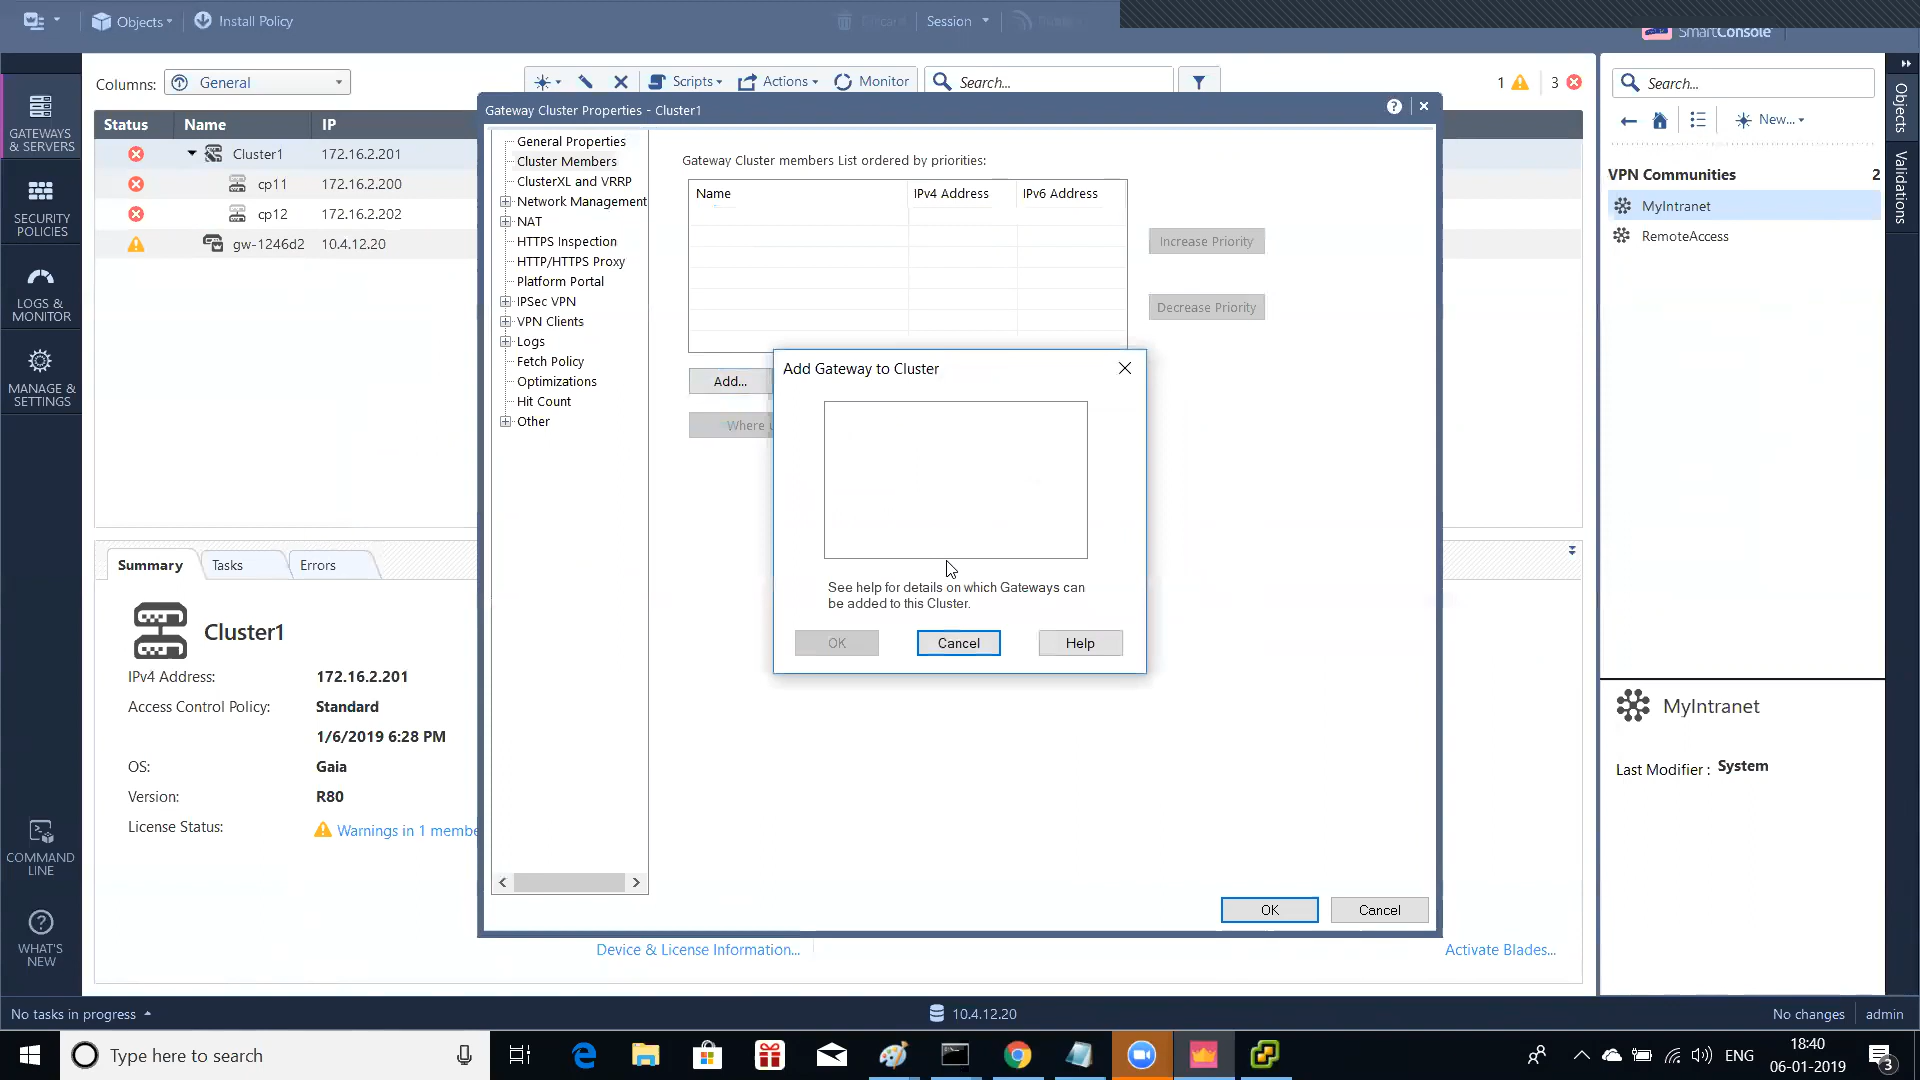 Objects
Install Policy
Discard
Session
SmartConsole
GATEWAYS
& SERVERS
SECURITY
POLICIES
LOGS &
MONITOR
MANAGE &
SETTINGS
COMMAND
LINE
WHAT'S
NEW
Columns:
General
Scripts
Actions
Monitor
Search...
1
3
Status
Name
IP
Cluster1
172.16.2.201
cp11
172.16.2.200
cp12
172.16.2.202
gw-1246d2
10.4.12.20
Gateway Cluster Properties - Cluster1
General Properties
Cluster Members
ClusterXL and VRRP
Network Management
NAT
HTTPS Inspection
HTTP/HTTPS Proxy
Platform Portal
IPSec VPN
VPN Clients
Logs
Fetch Policy
Optimizations
Hit Count
Other
Gateway Cluster members List ordered by priorities:
Name
IPv4 Address
IPv6 Address
Increase Priority
Decrease Priority
Add...
Where
Add Gateway to Cluster
See help for details on which Gateways can
be added to this Cluster.
OK
Cancel
Help
OK
Cancel
Summary
Tasks
Errors
Cluster1
IPv4 Address:
172.16.2.201
Access Control Policy:
Standard
1/6/2019 6:28 PM
OS:
Gaia
Version:
R80
License Status:
Warnings in 1 membe
Device & License Information...
Activate Blades...
Search...
New...
VPN Communities
2
MyIntranet
RemoteAccess
MyIntranet
Last Modifier :
System
Objects
Validations
No tasks in progress
10.4.12.20
No changes
admin
Type here to search
ENG
18:40
06-01-2019
3